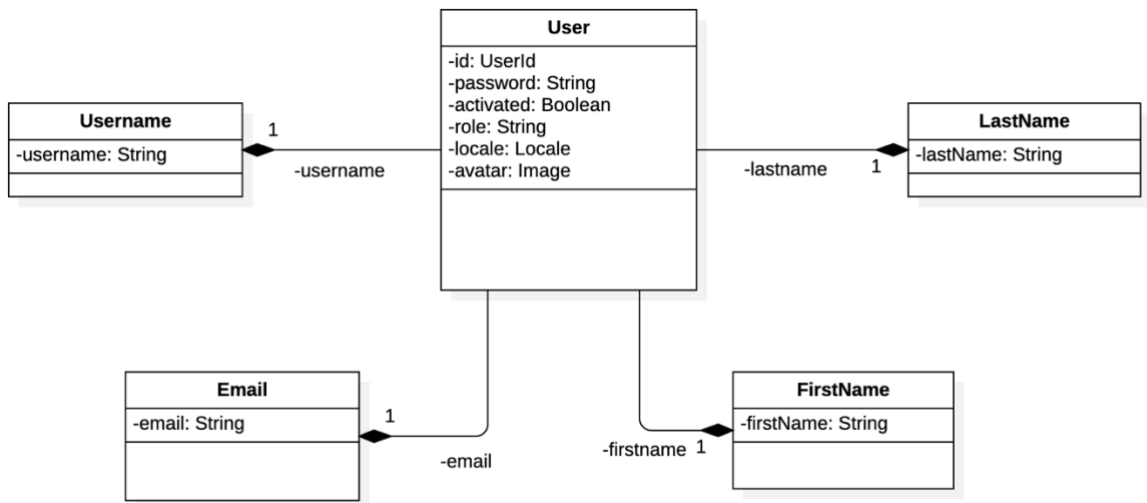 User
-id: UserId
-password: String
-activated: Boolean
-role: String
-locale: Locale
-avatar: Image
Username
-username: String
1
-username
LastName
-lastName: String
-lastname
1
Email
-email: String
1
-email
FirstName
-firstName: String
-firstname
1